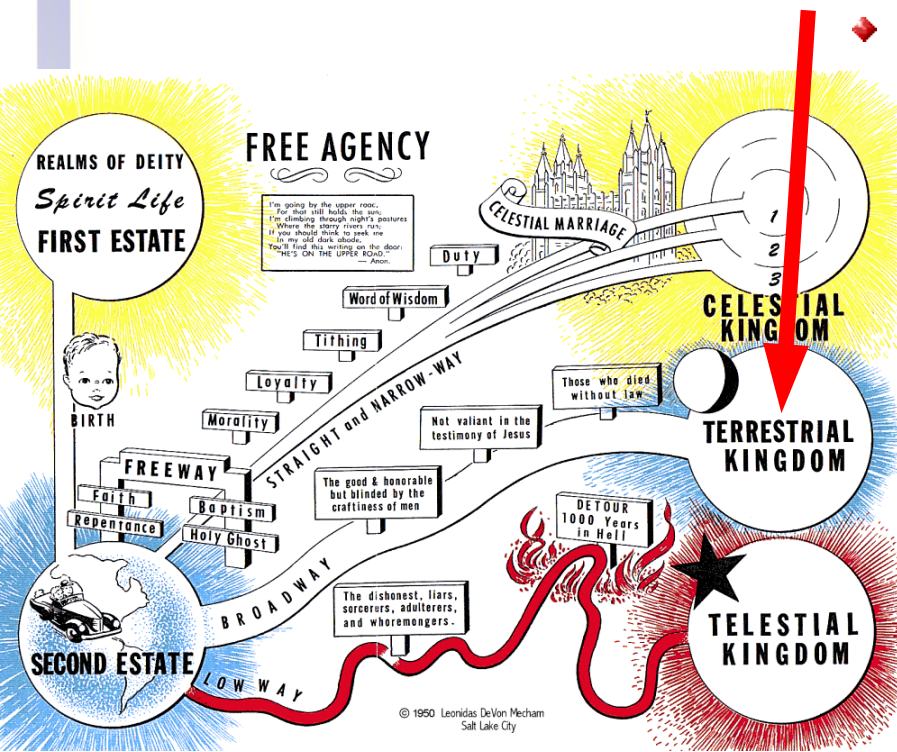 REALMS OF DEITY
Spirit Life
FIRST ESTATE
FREE AGENCY
I'm going by the upper roac,
For that still holds the sun;
I'm climbing through night's pastures
Where the starry rivers run;
If you should think to seek me
In my old dark abode,
You'll find this writing on the door:
"HE'S ON THE UPPER ROAD."
— Anon.
CELESTIAL MARRIAGE
1
2
3
CELESTIAL
KINGDOM
Duty
Word of Wisdom
Tithing
Loyalty
Morality
BIRTH
STRAIGHT and NARROW-WAY
FREEWAY
Faith
Repentance
Baptism
Holy Ghost
Those who died
without law
Not valiant in the
testimony of Jesus
The good & honorable
but blinded by the
craftiness of men
TERRESTRIAL
KINGDOM
DETOUR
1000 Years
in Hell
BROADWAY
The dishonest, liars,
sorcerurs, adulterers,
and whoremongers.
TELESTIAL
KINGDOM
SECOND ESTATE
LOW WAY
© 1950 Leonidas DeVon Mecham
Salt Lake City